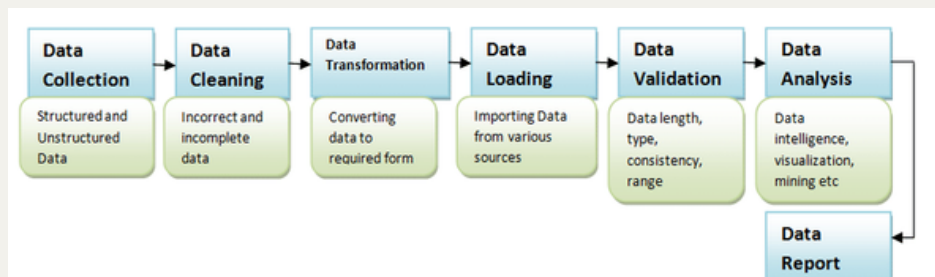 Data
Collection
Structured and
Unstructured
Data
Data
Cleaning
Incorrect and
incomplete
data
Data
Transformation
Converting
data to
required form
Data
Loading
Importing Data
from various
sources
Data
Validation
Data length,
type,
consistency,
range
Data
Analysis
Data
intelligence,
visualization,
mining etc
Data
Report